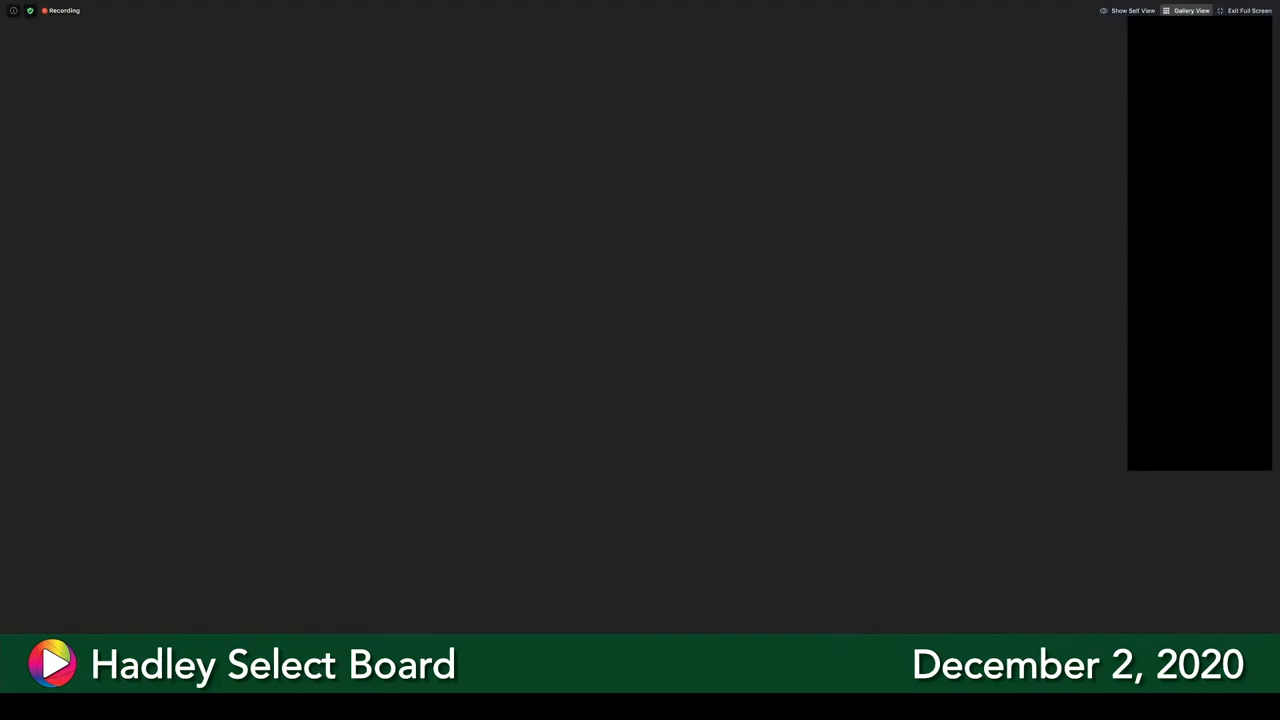 Recording
Show Self View
Gallery View
Exit Full Screen
Hadley Select Board
December 2, 2020